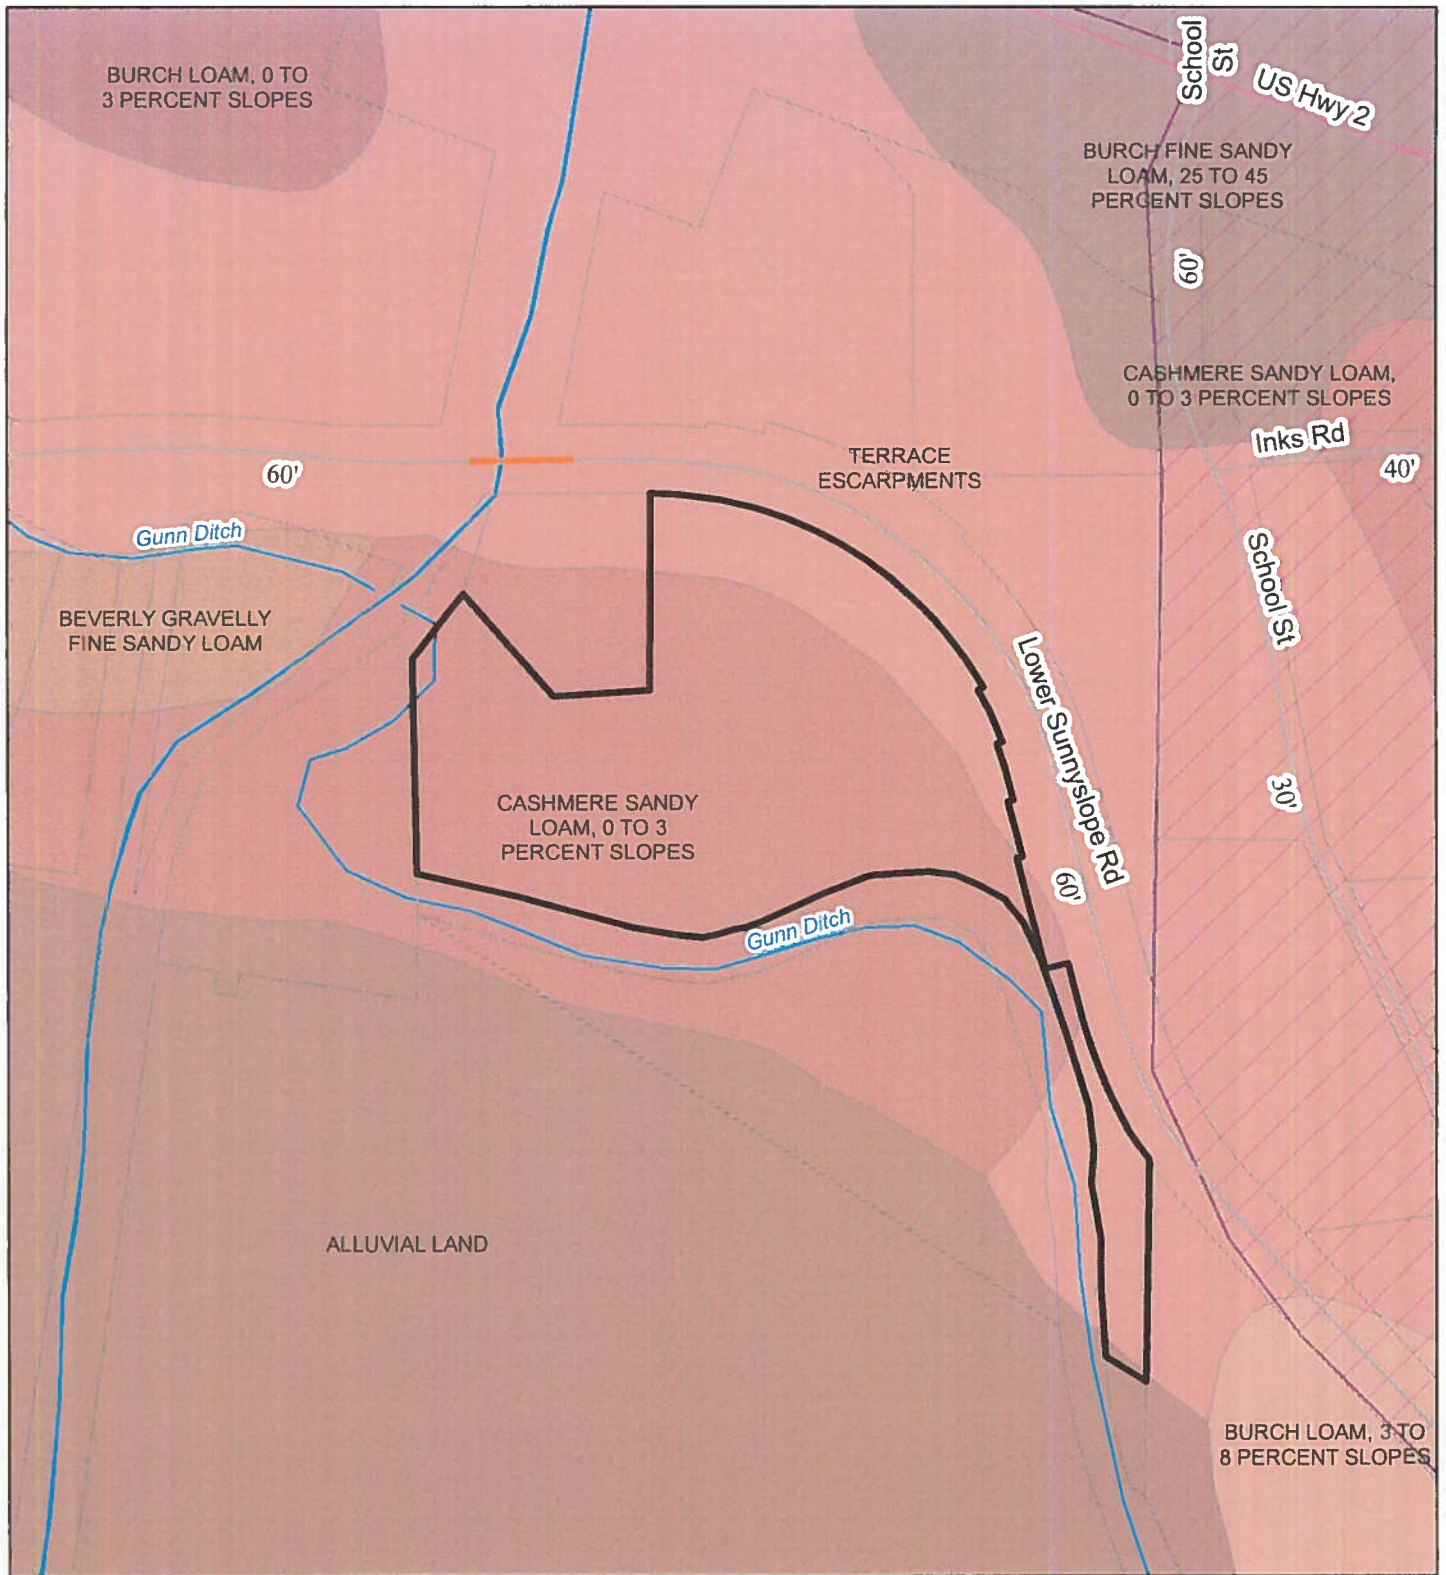 School
St
US Hwy 2
BURCH LOAM, 0 TO
3 PERCENT SLOPES
BURCH FINE SANDY
LOAM, 25 TO 45
PERCENT SLOPES
60'
CASHMERE SANDY LOAM,
0 TO 3 PERCENT SLOPES
Inks Rd
40'
TERRACE
ESCARPMENTS
60'
Gunn Ditch
School St
BEVERLY GRAVELLY
FINE SANDY LOAM
Lower Sunnyslope Rd
30'
CASHMERE SANDY
LOAM, 0 TO 3
PERCENT SLOPES
60'
Gunn Ditch
ALLUVIAL LAND
BURCH LOAM, 3 TO
8 PERCENT SLOPES